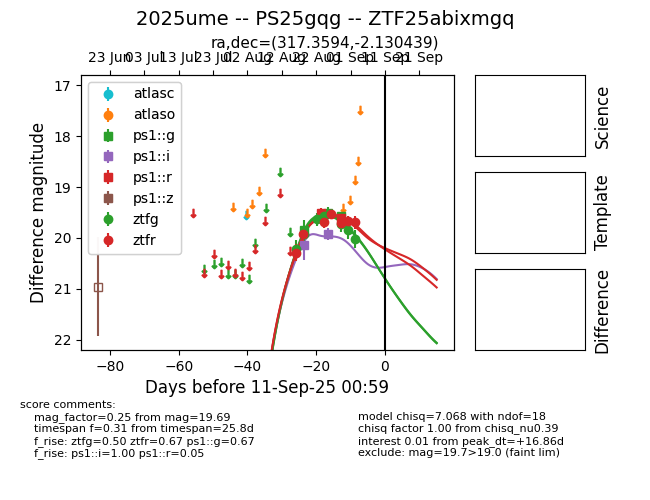 2025ume -- PS25gqg -- ZTF25abixmgq
ra,dec=(317.3594,-2.130439)
23 Jun 03 Jul 13 Jul 23 Jul 02 Aug 12 Aug 22 Aug 01 Sep 11 Sep 21 Sep
17
18
19
20
21
22
Difference magnitude
atlasc
atlaso
ps1::g
ps1::i
ps1::r
ps1::z
ztfg
ztfr
−80 −60 −40 −20 0
Days before 11-Sep-25 00:59
Science
Template
Difference
score comments:
mag_factor=0.25 from mag=19.69
timespan f=0.31 from timespan=25.8d
f_rise: ztfg=0.50 ztfr=0.67 ps1::g=0.67
f_rise: ps1::i=1.00 ps1::r=0.05
model chisq=7.068 with ndof=18
chisq factor 1.00 from chisq_nu0.39
interest 0.01 from peak_dt=+16.86d
exclude: mag=19.7>19.0 (faint lim)